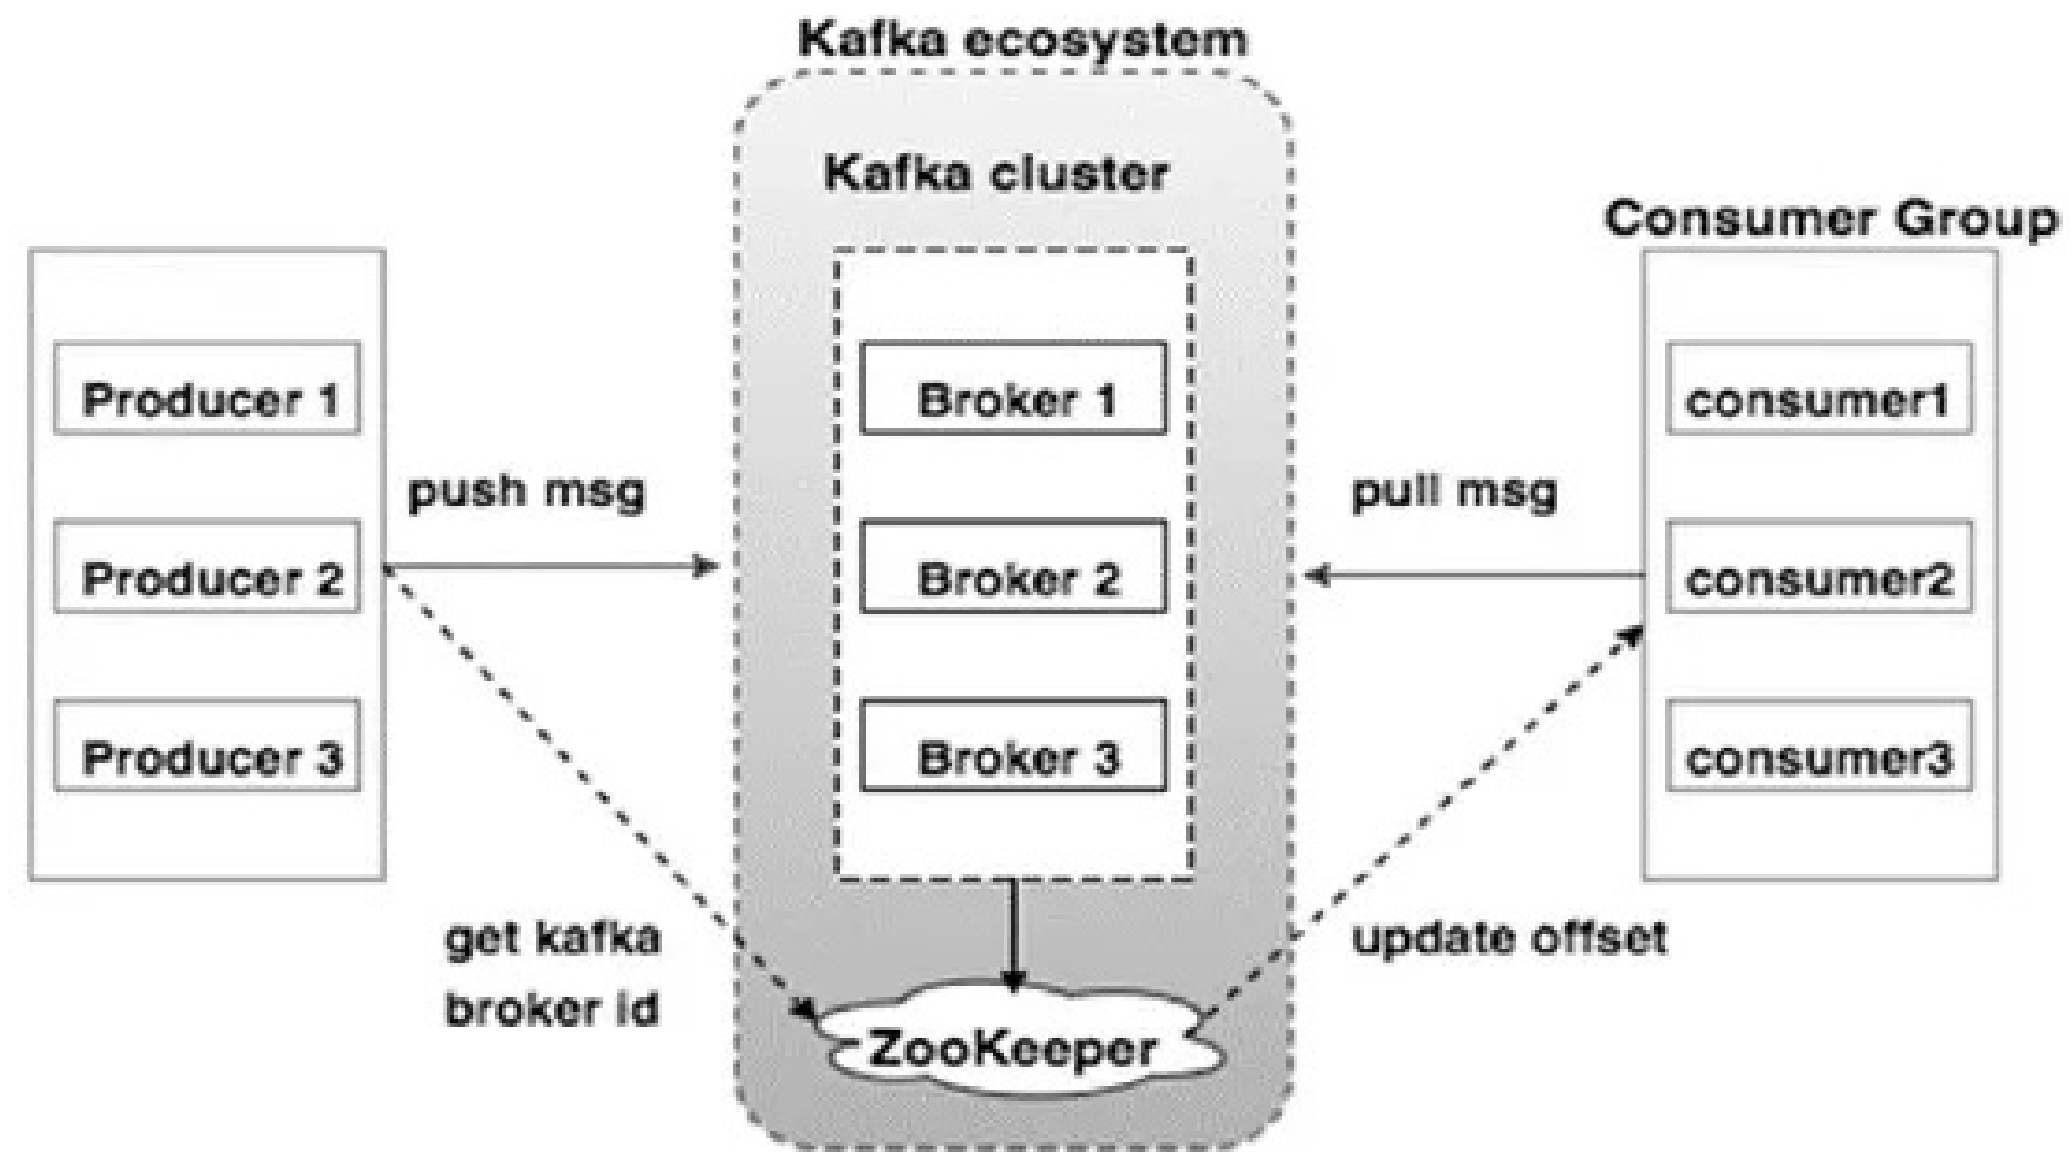 Kafka ecosystem
Kafka cluster
Consumer Group
Producer 1
Broker 1
consumer1
push msg
pull msg
Producer 2
Broker 2
consumer2
Producer 3
Broker 3
consumer3
get kafka
broker id
update offset
ZooKeeper